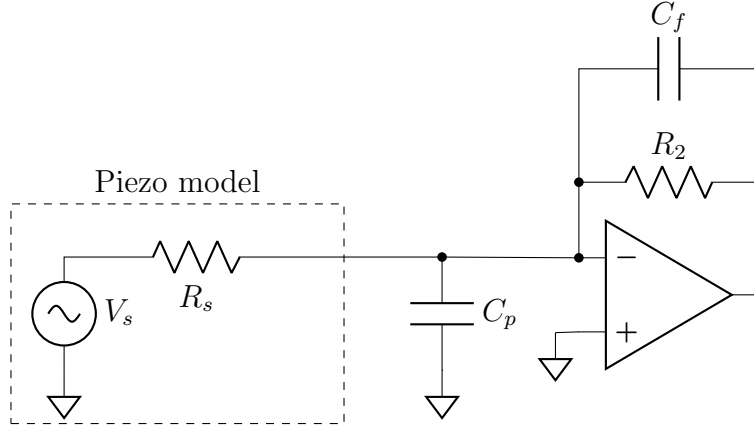 C_f
R_2
Piezo model
R_s
V_s
C_p
−
+